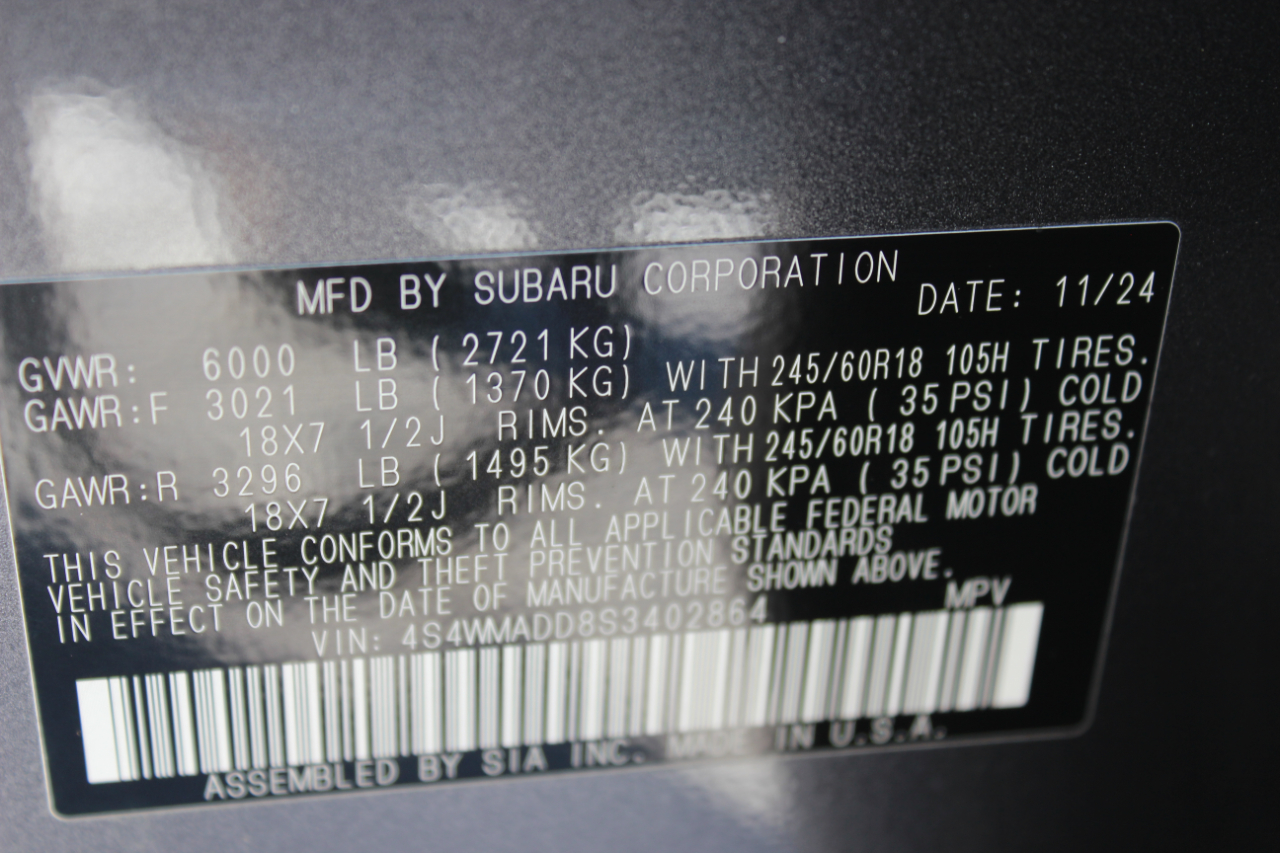 MFD BY SUBARU CORPORATION DATE: 11/24
GVWR: 6000 LB ( 2721 KG)
GAWR:F 3021 LB ( 1370 KG) WITH 245/60R18 105H TIRES.
18X7 1/2J RIMS. AT 240 KPA ( 35 PSI) COLD
GAWR:R 3296 LB ( 1495 KG) WITH 245/60R18 105H TIRES.
18X7 1/2J RIMS. AT 240 KPA ( 35 PSI) COLD
THIS VEHICLE CONFORMS TO ALL APPLICABLE FEDERAL MOTOR
VEHICLE SAFETY AND THEFT PREVENTION STANDARDS
IN EFFECT ON THE DATE OF MANUFACTURE SHOWN ABOVE.
VIN: 4S4WMADD8S3402864 MPV
ASSEMBLED BY SIA INC. MADE IN U.S.A.